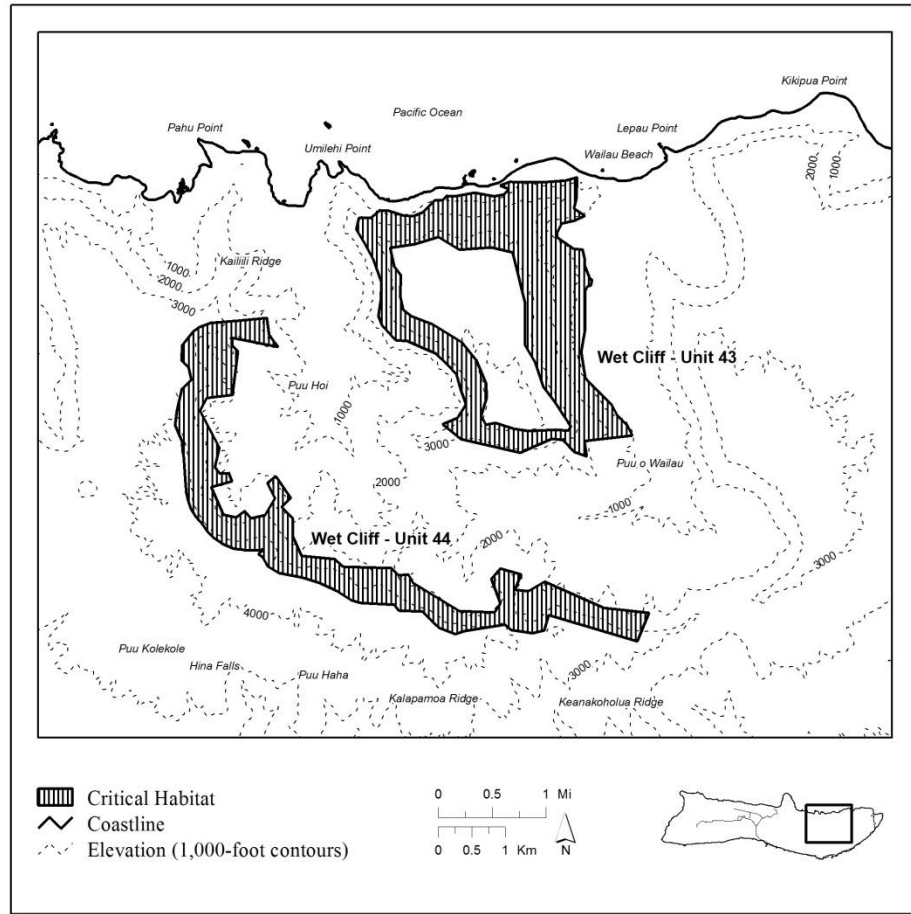 Kikipua Point
Pacific Ocean
Pahu Point
Lepau Point
Umilehi Point
Wailau Beach
2000
1000
Kailiili Ridge
1000
2000
3000
Wet Cliff - Unit 43
Puu Hoi
1000
3000
Puu o Wailau
2000
1000
Wet Cliff - Unit 44
2000
3000
4000
Puu Kolekole
Hina Falls
Puu Haha
3000
Kalapamoa Ridge
Keanakoholua Ridge
Critical Habitat
Coastline
Elevation (1,000-foot contours)
0 0.5 1 Mi
0 0.5 1 Km
N